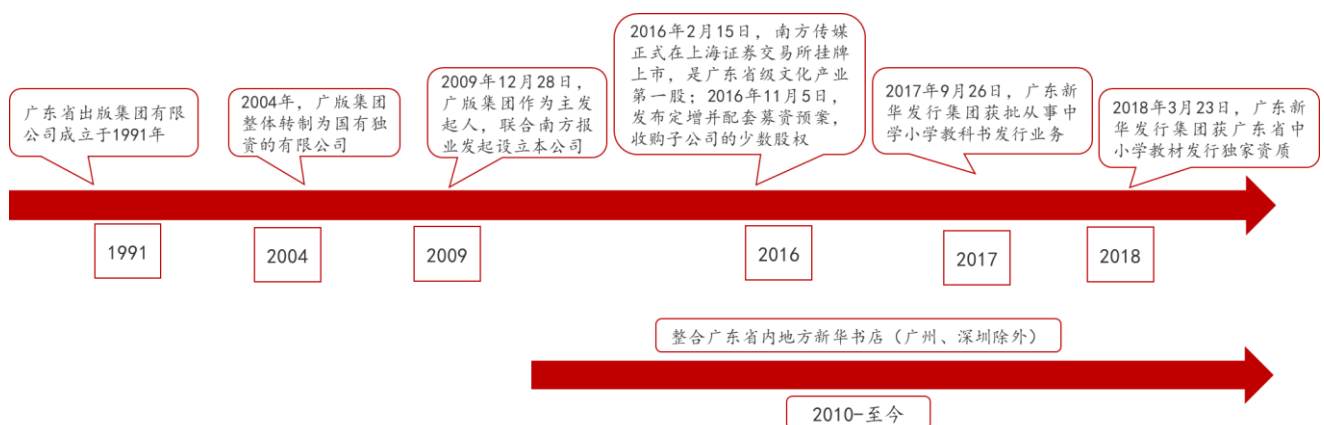 广东省出版集团有限
公司成立于1991年
2004年，广版集团
整体转制为国有独
资的有限公司
2009年12月28日，
广版集团作为主发
起人，联合南方报
业发起设立本公司
2016年2月15日，南方传媒
正式在上海证券交易所挂牌
上市，是广东省级文化产业
第一股；2016年11月5日，
发布定增并配套募资预案，
收购子公司的少数股权
2017年9月26日，广东新
华发行集团获批从事中
学小学教科书发行业务
2018年3月23日，广东新
华发行集团获广东省中
小学教材发行独家资质
1991
2004
2009
2016
2017
2018
整合广东省内地方新华书店（广州、深圳除外）
2010-至今